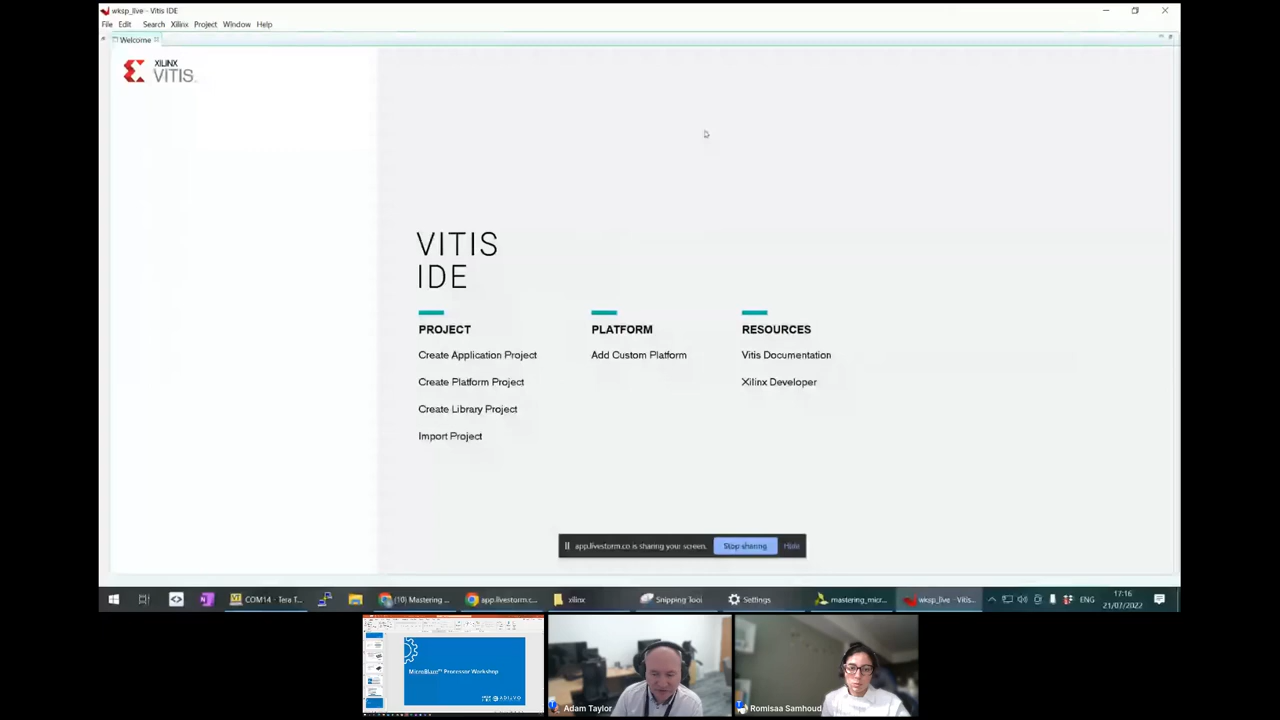 wksp_live - Vitis IDE
File Edit Search Xilinx Project Window Help
Welcome
XILINX
VITIS
VITIS
IDE
PROJECT
Create Application Project
Create Platform Project
Create Library Project
Import Project
PLATFORM
Add Custom Platform
RESOURCES
Vitis Documentation
Xilinx Developer
app.livestorm.co is sharing your screen.
Stop sharing
Hide
COM14 - Tera T...
(10) Mastering ...
app.livestorm.c...
xilinx
Snipping Tool
Settings
mastering_micr...
wksp_live - Vitis...
ENG
17:16
21/07/2022
MicroBlaze™ Processor Workshop
ADIUVO
Adam Taylor
Romisaa Samhoud